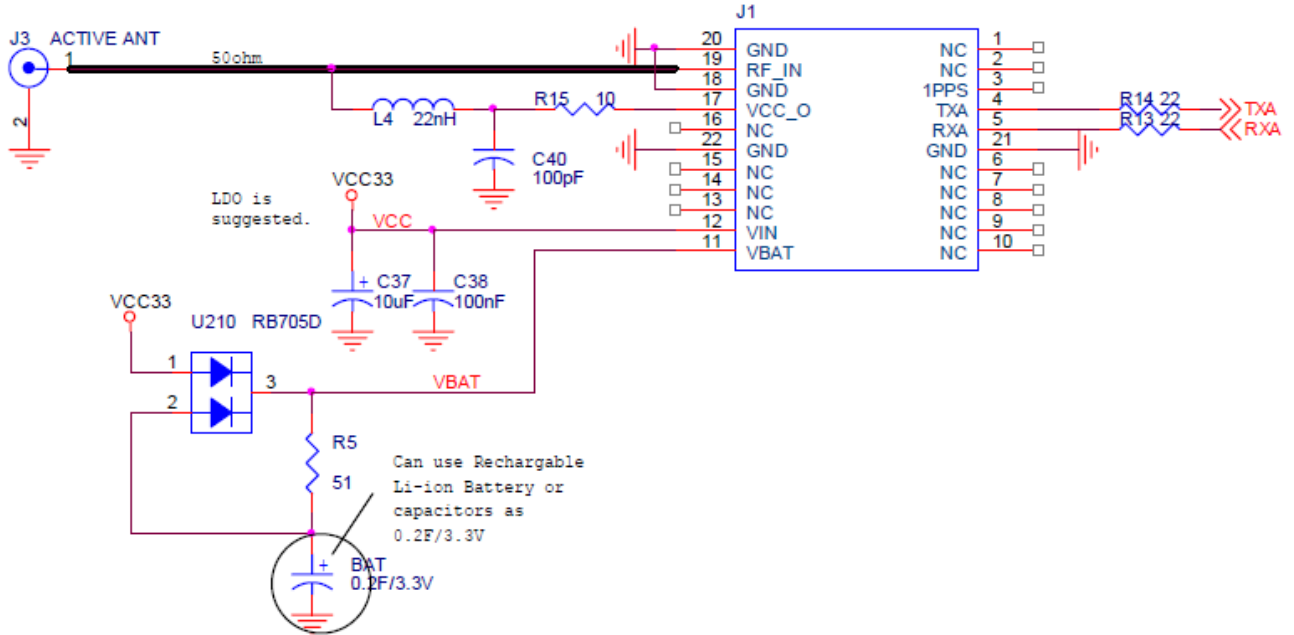 J1
J3 ACTIVE ANT
1
50ohm
2
L4 22nH
R15 10
C40
100pF
20 GND
19 RF_IN
18 GND
17 VCC_O
16 NC
22 GND
15 NC
14 NC
13 NC
12 VIN
11 VBAT
NC 1
NC 2
1PPS 3
TXA 4
RXA 5
GND 21
NC 6
NC 7
NC 8
NC 9
NC 10
R14 22
TXA
R13 22
RXA
LDO is
suggested.
VCC33
VCC
C37
10uF
C38
100nF
VCC33
U210 RB705D
1
2
3
VBAT
R5
51
Can use Rechargable
Li-ion Battery or
capacitors as
0.2F/3.3V
+
+
BAT
0.2F/3.3V